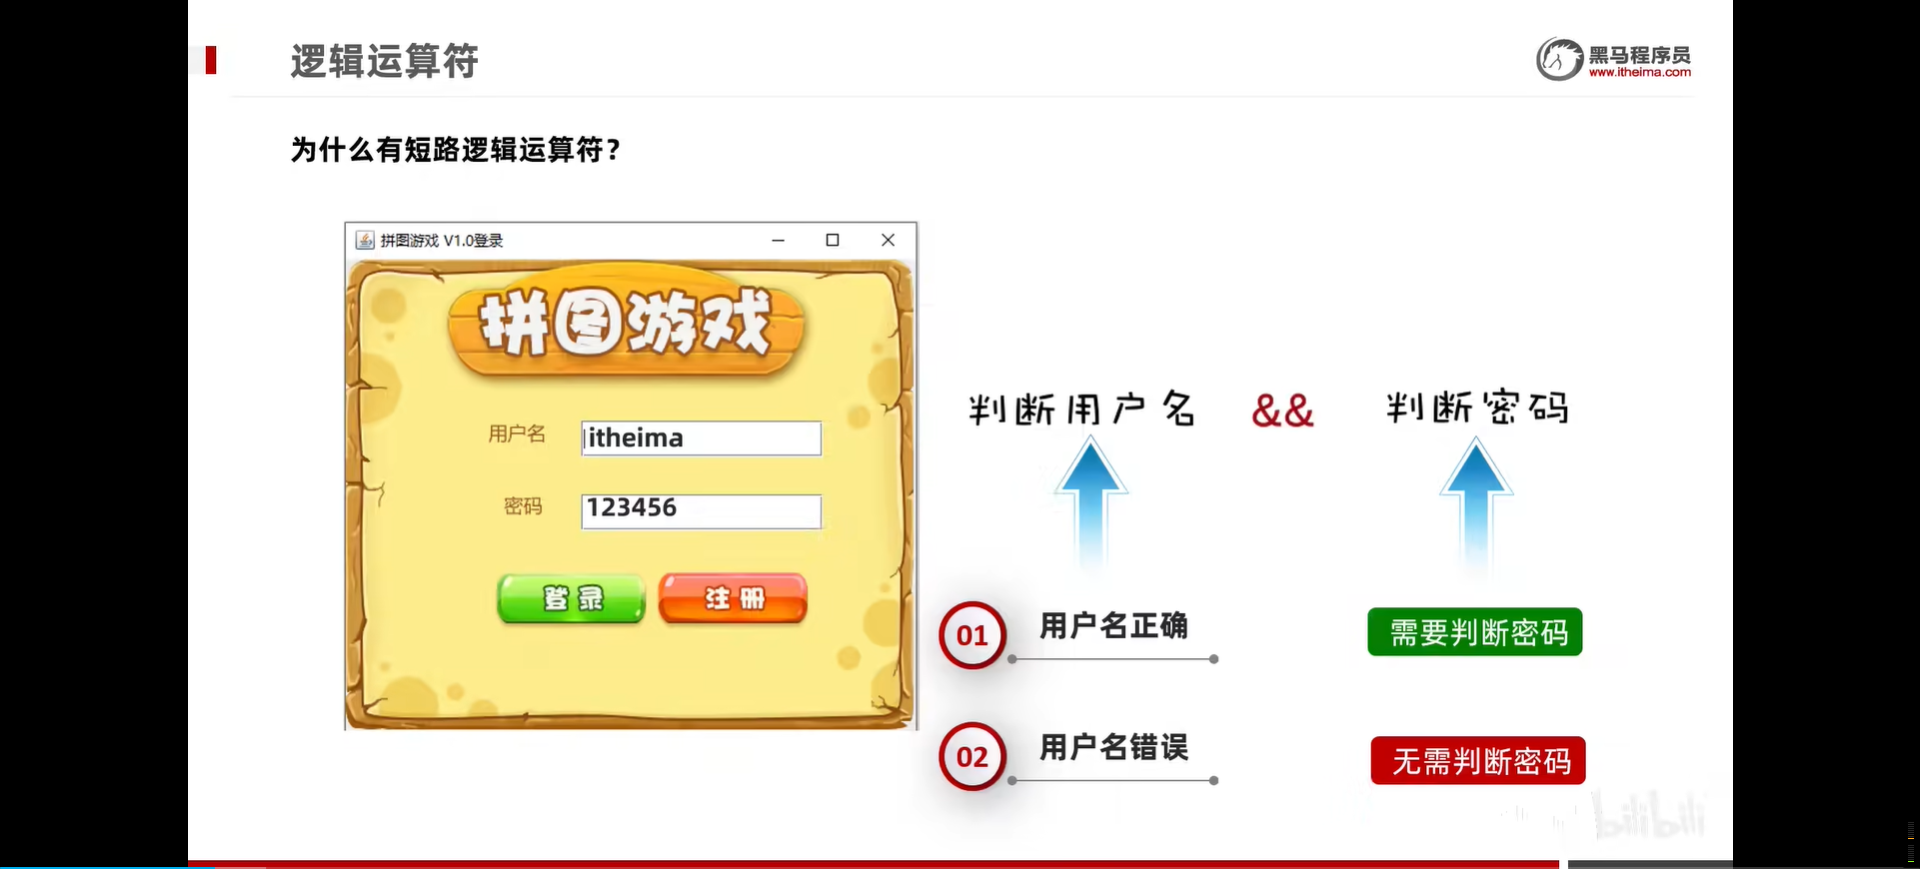 逻辑运算符
黑马程序员
www.itheima.com
为什么有短路逻辑运算符？
拼图游戏 V1.0登录
拼图游戏
用户名
itheima
密码
123456
登录
注册
判断用户名 && 判断密码
01
用户名正确
需要判断密码
02
用户名错误
无需判断密码
bilibili